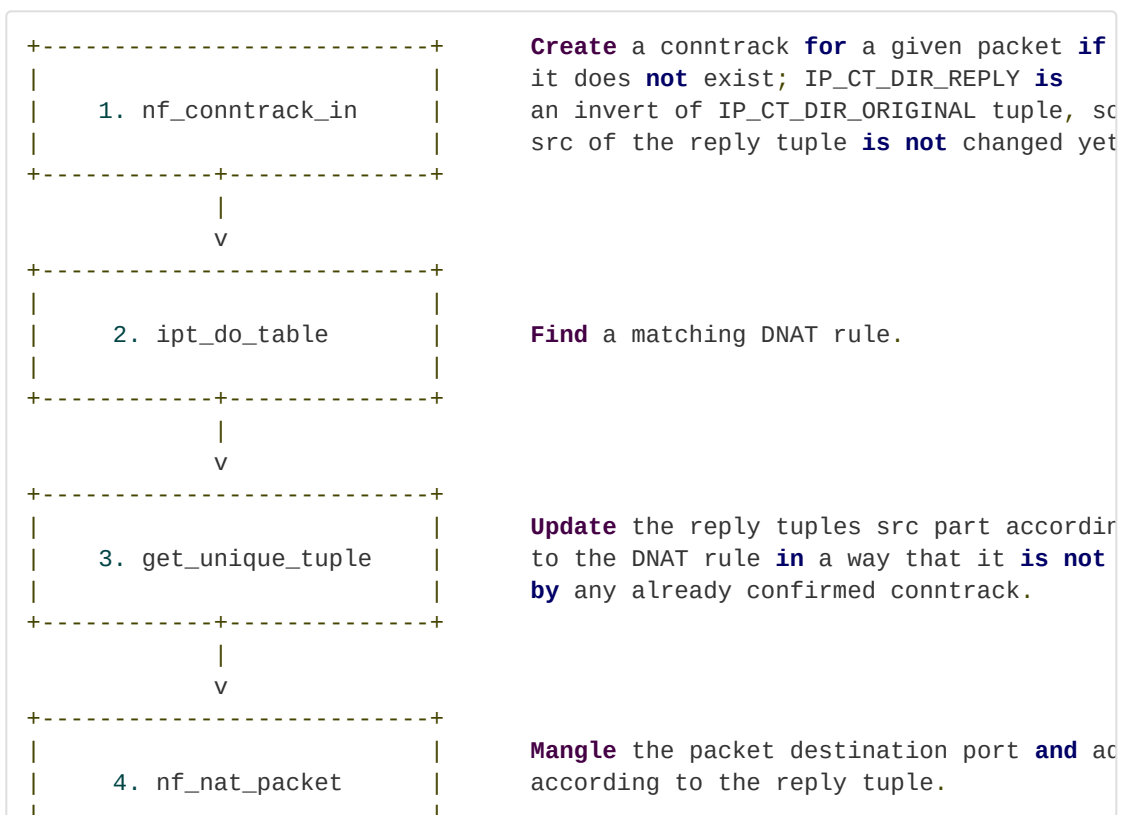 +---------------------------+      Create a conntrack for a given packet if
|                           |      it does not exist; IP_CT_DIR_REPLY is
|    1. nf_conntrack_in     |      an invert of IP_CT_DIR_ORIGINAL tuple, so
|                           |      src of the reply tuple is not changed yet
+------------+--------------+
             |
             v
+---------------------------+
|                           |
|     2. ipt_do_table       |      Find a matching DNAT rule.
|                           |
+------------+--------------+
             |
             v
+---------------------------+
|                           |      Update the reply tuples src part
|    3. get_unique_tuple    |      to the DNAT rule in a way that it is not
|                           |      by any already confirmed conntrack.
+------------+--------------+
             |
             v
+---------------------------+
|                           |      Mangle the packet destination port and
|     4. nf_nat_packet      |      according to the reply tuple.
|                           |